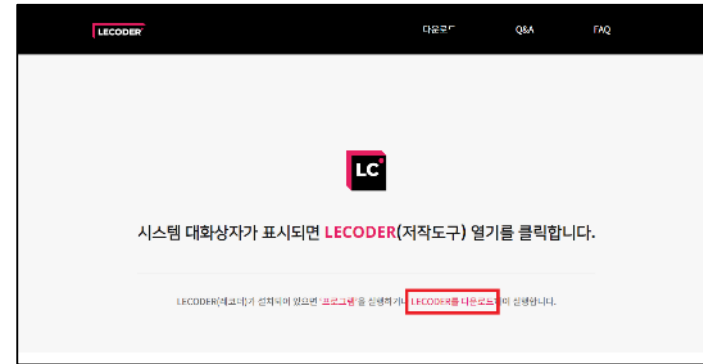 LECODER
다운로드 Q&A FAQ
LC
시스템 대화상자가 표시되면 LECODER(저작도구) 열기를 클릭합니다.
LECODER(레코더)가 설치되어 있으면 '프로그램'을 실행하거나 LECODER를 다운로드하여 실행합니다.